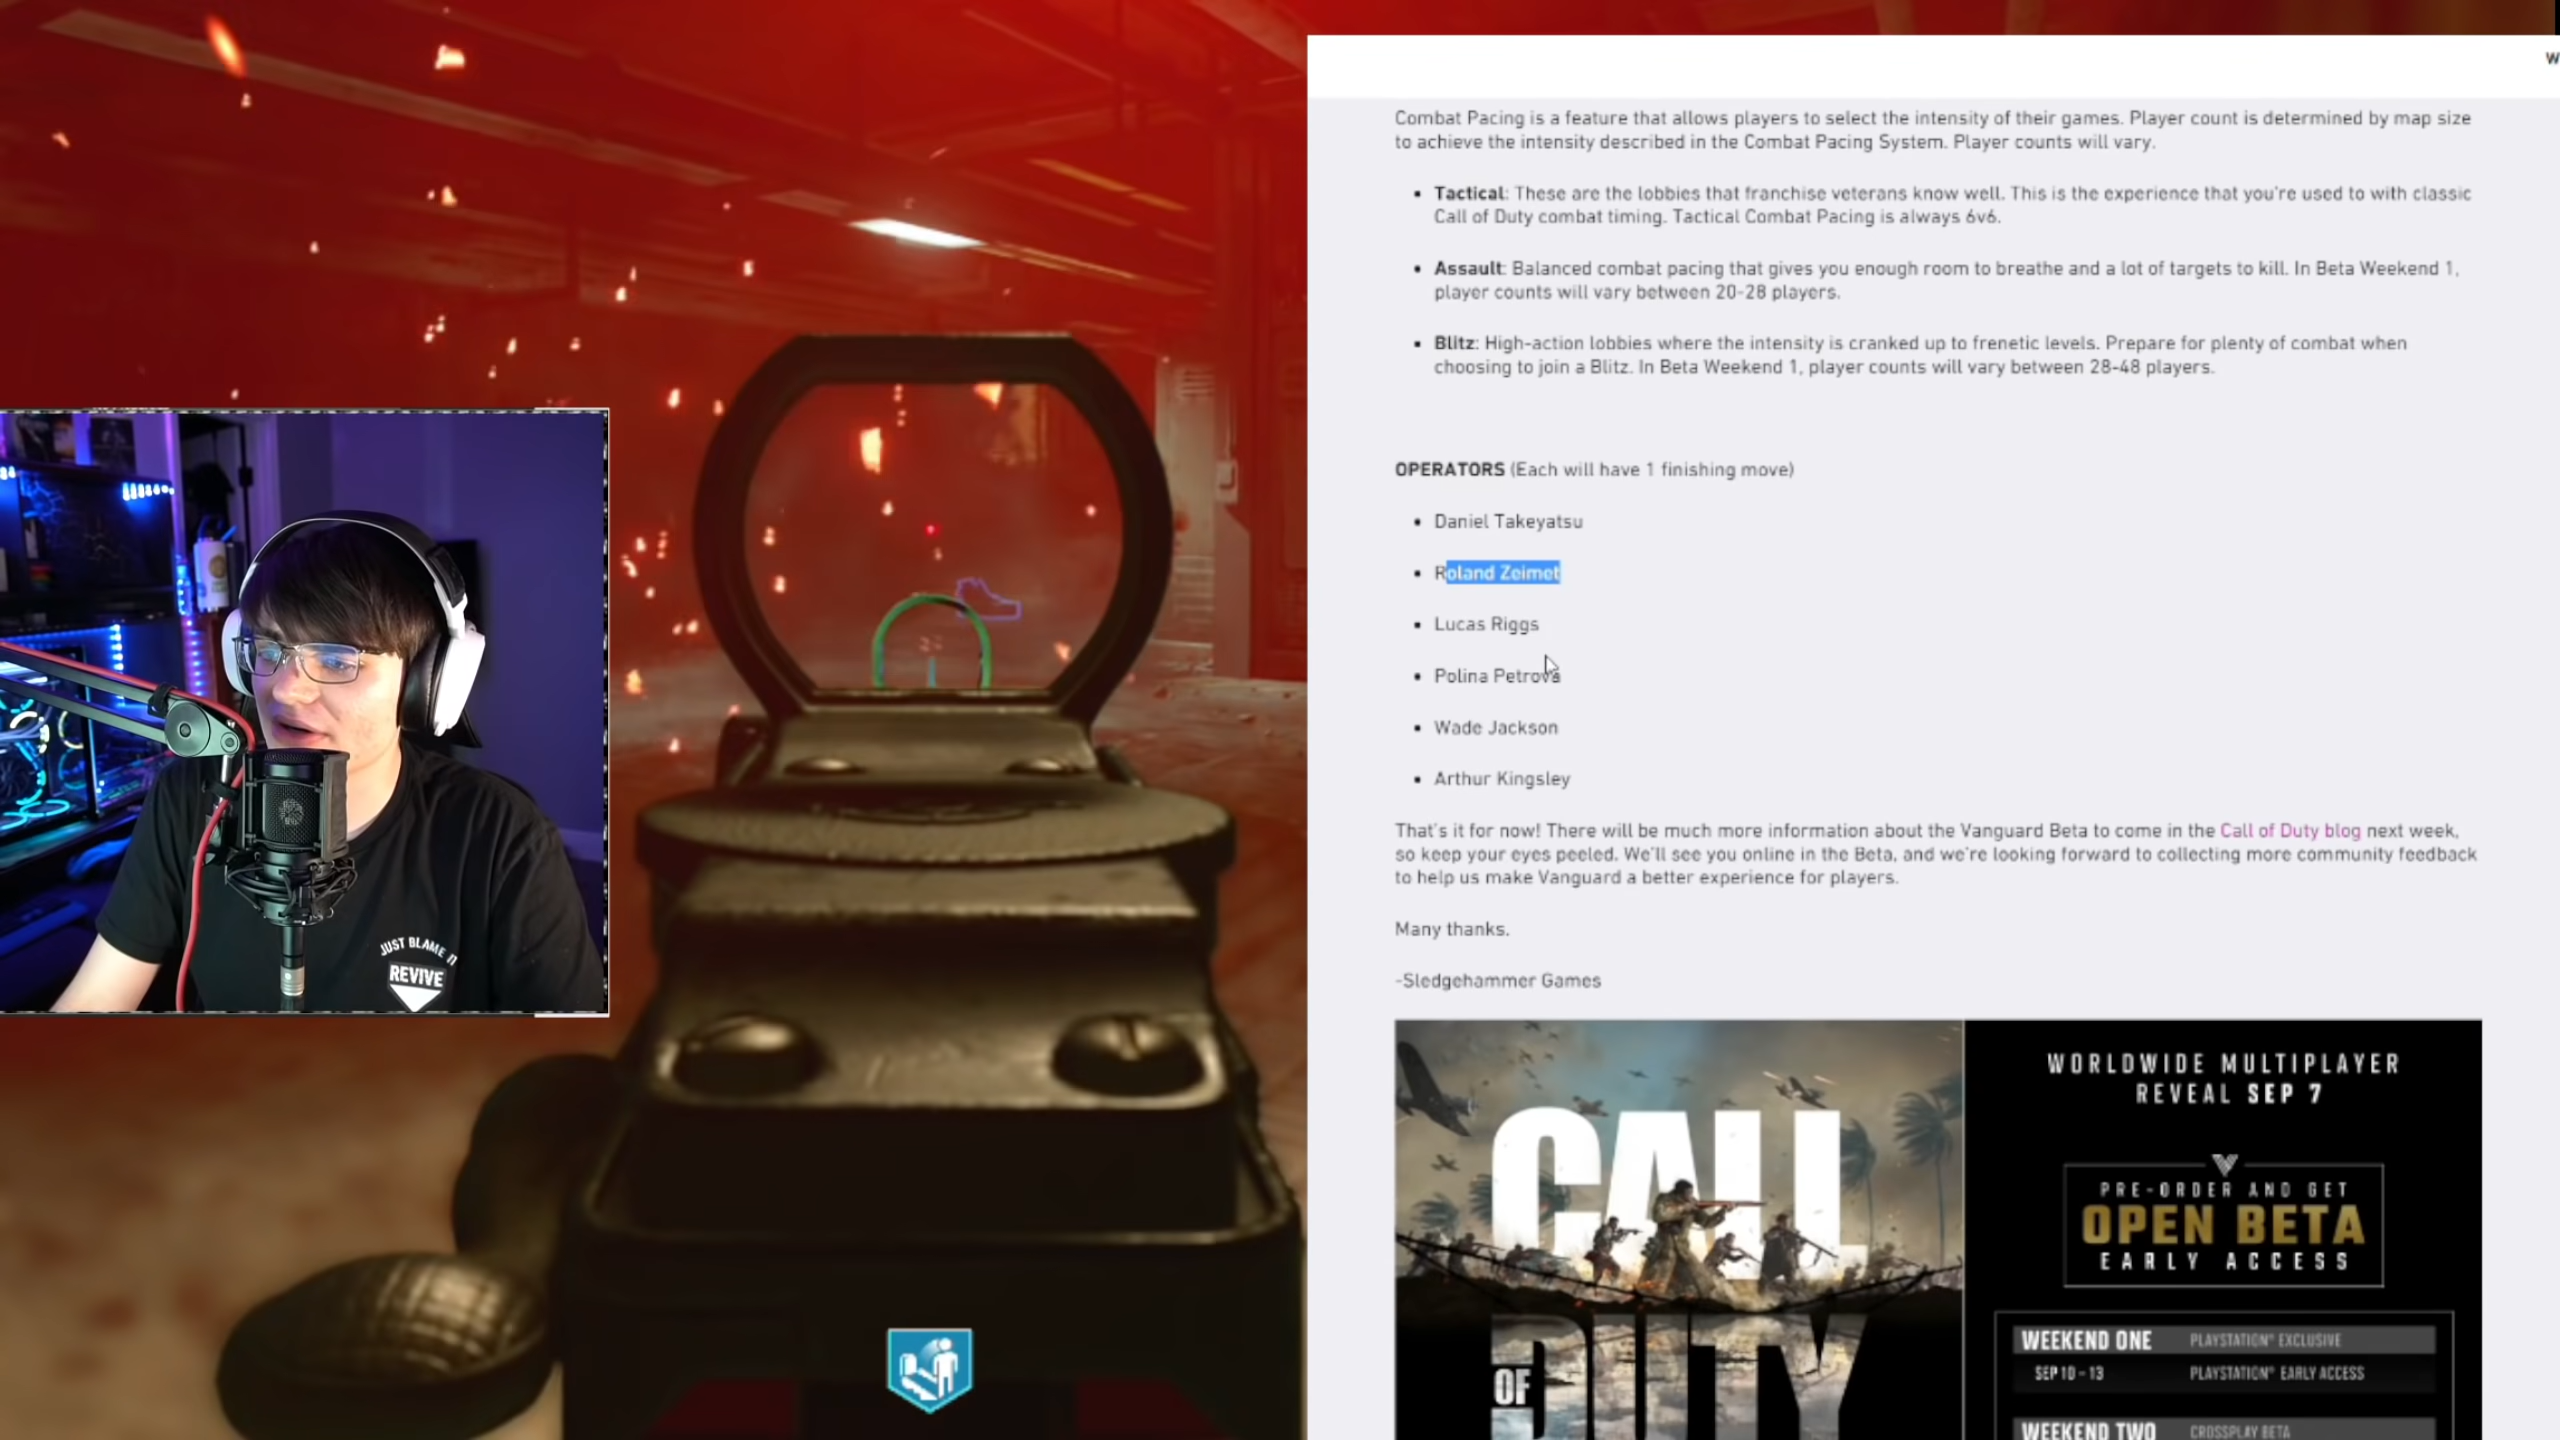 W
Combat Pacing is a feature that allows players to select the intensity of their games. Player count is determined by map size
to achieve the intensity described in the Combat Pacing System. Player counts will vary.
▪ Tactical: These are the lobbies that franchise veterans know well. This is the experience that you're used to with classic
Call of Duty combat timing. Tactical Combat Pacing is always 6v6.
▪ Assault: Balanced combat pacing that gives you enough room to breathe and a lot of targets to kill. In Beta Weekend 1,
player counts will vary between 20-28 players.
▪ Blitz: High-action lobbies where the intensity is cranked up to frenetic levels. Prepare for plenty of combat when
choosing to join a Blitz. In Beta Weekend 1, player counts will vary between 28-48 players.
OPERATORS (Each will have 1 finishing move)
▪ Daniel Takeyatsu
▪ Roland Zeimet
▪ Lucas Riggs
▪ Polina Petrova
▪ Wade Jackson
▪ Arthur Kingsley
That's it for now! There will be much more information about the Vanguard Beta to come in the Call of Duty blog next week,
so keep your eyes peeled. We'll see you online in the Beta, and we're looking forward to collecting more community feedback
to help us make Vanguard a better experience for players.
Many thanks.
-Sledgehammer Games
JUST BLAME
REVIVE
CALL
OF DUTY
WORLDWIDE MULTIPLAYER
REVEAL SEP 7
PRE-ORDER AND GET
OPEN BETA
EARLY ACCESS
WEEKEND ONE PLAYSTATION® EXCLUSIVE
SEP 10-13 PLAYSTATION® EARLY ACCESS
WEEKEND TWO CROSSPLAY BETA